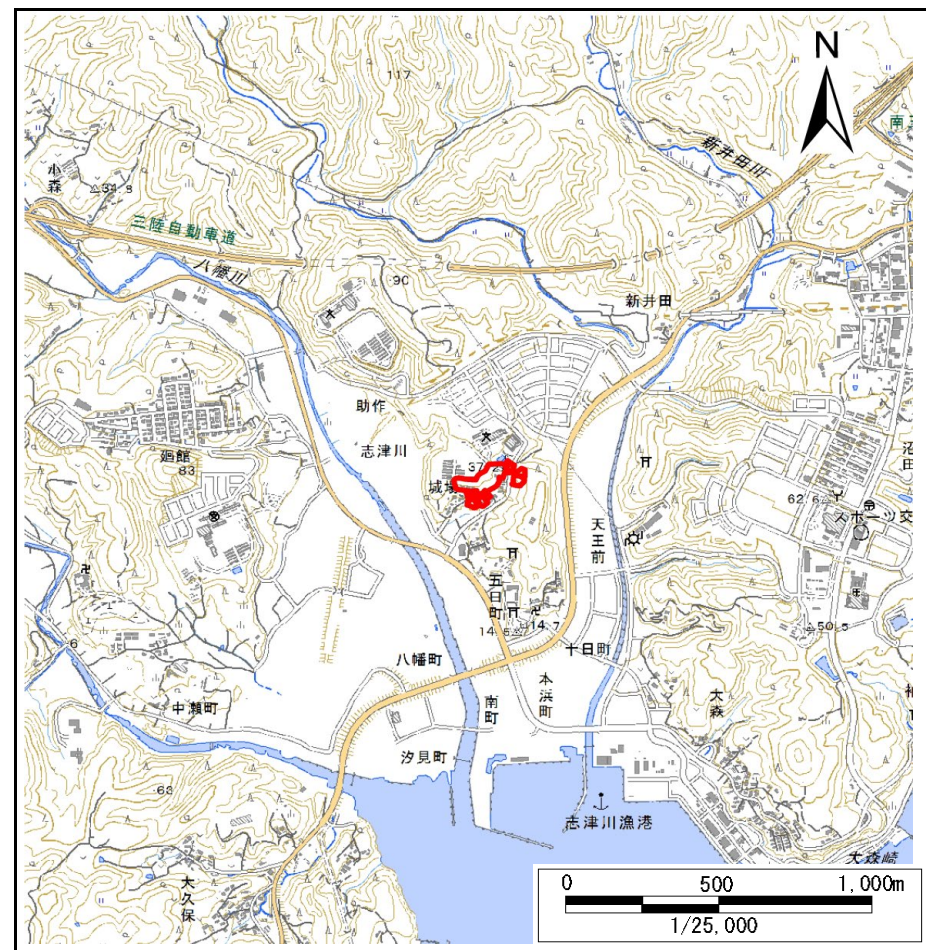 N
117
新井田川
小森
34.8
三陸自動車道
八幡川
90
新井田
助作
志津川
廻館
83
37.2
62.6
沼田
スポーツ交
天王前
五日町
14.5
14.7
50.5
6
八幡町
十日町
本浜町
大森
中瀬町
南町
汐見町
63
志津川漁港
大森崎
大久保
0 500 1,000m
1/25,000